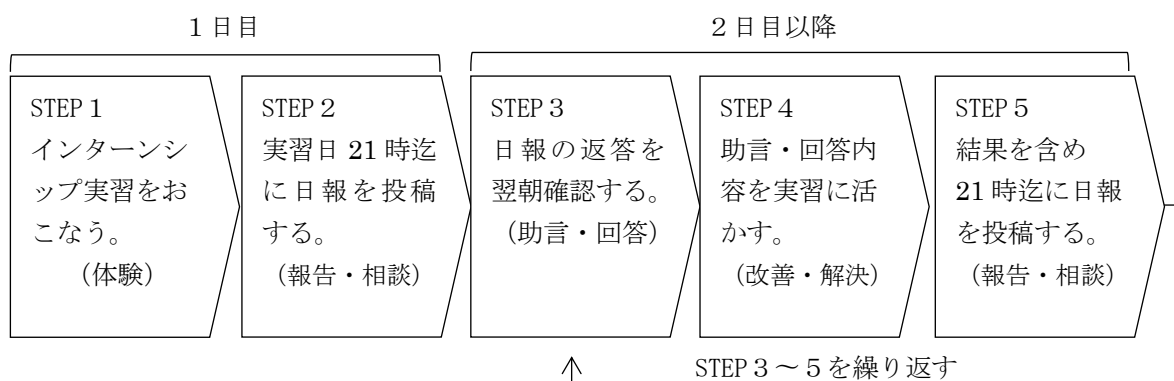 1日目
2日目以降
STEP 1
インターンシ
ップ実習をお
こなう。
(体験)
STEP 2
実習日 21 時迄
に日報を投稿
する。
(報告・相談)
STEP 3
日報の返答を
翌朝確認する。
(助言・回答)
STEP 4
助言・回答内
容を実習に活
かす。
(改善・解決)
STEP 5
結果を含め
21 時迄に日報
を投稿する。
(報告・相談)
STEP 3～5を繰り返す